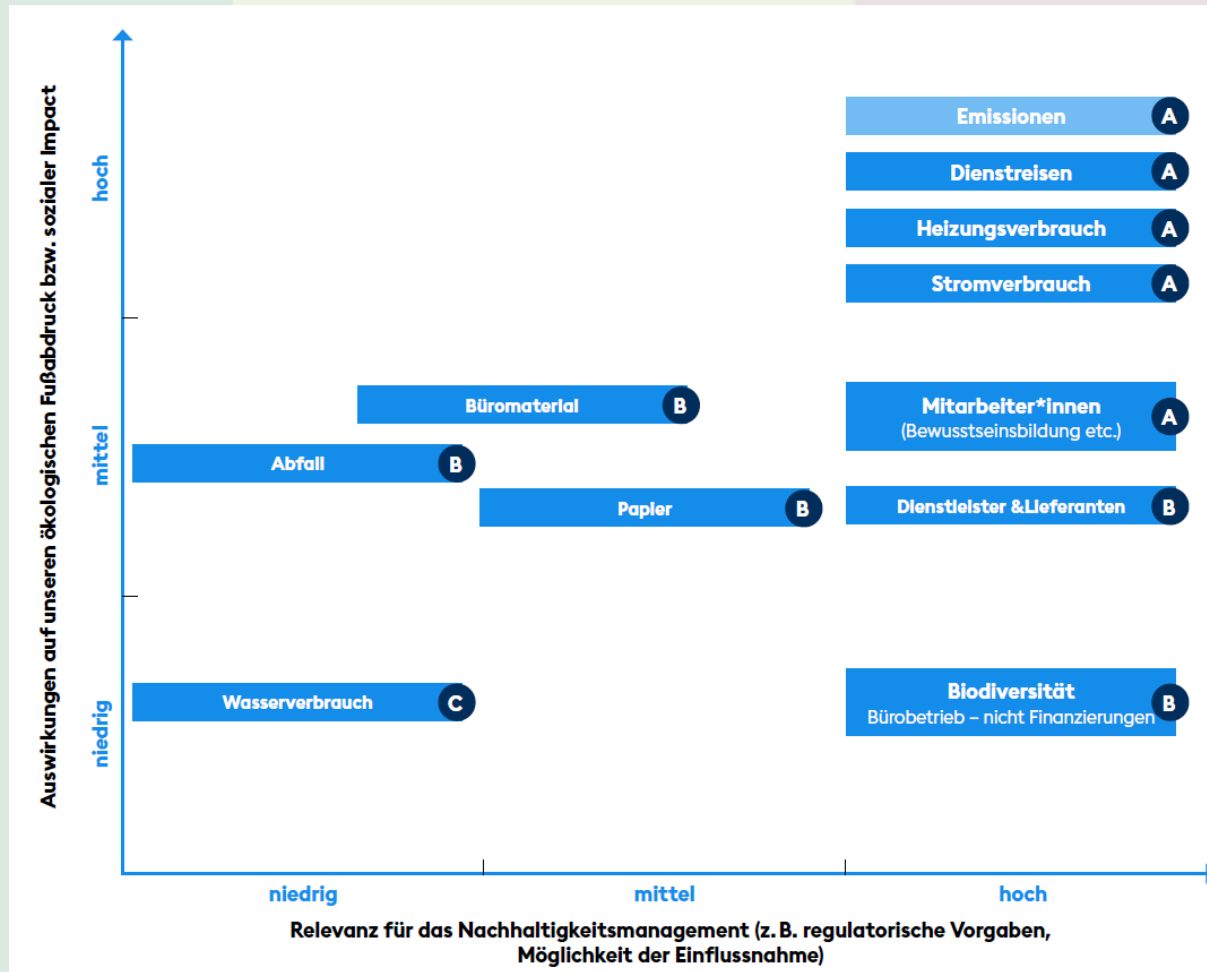 Auswirkungen auf unseren ökologischen Fußabdruck bzw. sozialer Impact
hoch
mittel
niedrig
Emissionen A
Dienstreisen A
Heizungsverbrauch A
Stromverbrauch A
Büromaterial B
Mitarbeiter*innen
(Bewusstseinsbildung etc.) A
Abfall B
Papier B
Dienstleister &Lieferanten B
Wasserverbrauch C
Biodiversität
Bürobetrieb – nicht Finanzierungen B
niedrig
mittel
hoch
Relevanz für das Nachhaltigkeitsmanagement (z. B. regulatorische Vorgaben,
Möglichkeit der Einflussnahme)